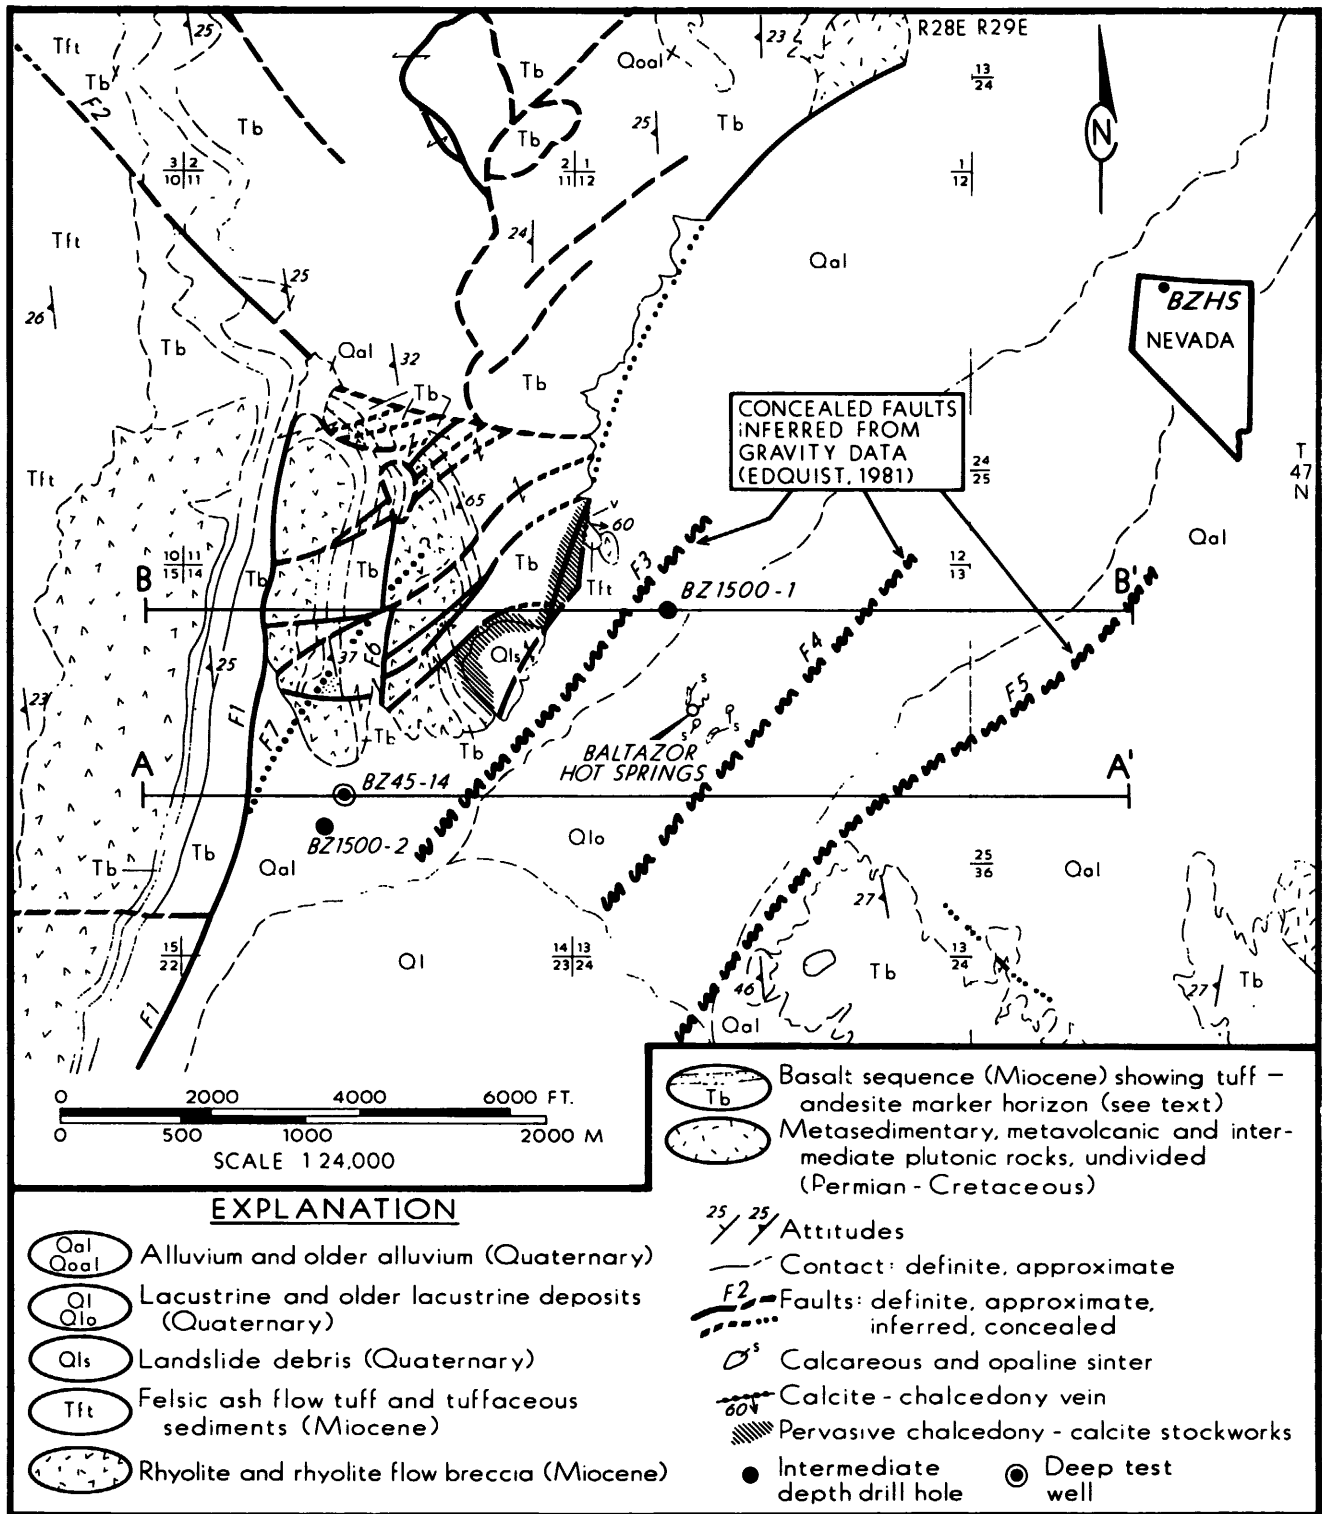 R28E R29E
25
Tft
Tb
F2
Tb
Tb
Qoal
23
13
24
Tb
25
Tb
N
3 2
10 11
2 1
11 12
1
12
Tft
24
Qal
25
26
BZHS
NEVADA
Tb
Qal
32
Tb
Tb
CONCEALED FAULTS
INFERRED FROM
GRAVITY DATA
(EDQUIST, 1981)
T
47
N
24
25
Tft
65
v
60
Qal
10 11
15 14
Tb
Tb
Tb
Tft
F3
12
13
B
B'
BZ1500-1
F4
Qls
37
F6
25
23
F1
F7
Tb
Tb
s
s
s
F5
BALTAZOR
HOT SPRINGS
A
A'
BZ45-14
BZ1500-2
Qlo
Tb
Tb
Qal
25
36
Qal
27
15
22
Ql
14 13
23 24
13
24
Tb
46
27
Tb
F1
Qal
0 2000 4000 6000 FT.
0 500 1000 2000 M
SCALE 1 24,000
Tb
Basalt sequence (Miocene) showing tuff -
andesite marker horizon (see text)
Metasedimentary, metavolcanic and inter-
mediate plutonic rocks, undivided
(Permian - Cretaceous)
EXPLANATION
Qal
Qoal
Alluvium and older alluvium (Quaternary)
Ql
Qlo
Lacustrine and older lacustrine deposits
(Quaternary)
Qls
Landslide debris (Quaternary)
Tft
Felsic ash flow tuff and tuffaceous
sediments (Miocene)
Rhyolite and rhyolite flow breccia (Miocene)
25 25
Attitudes
Contact: definite, approximate
F2
Faults: definite, approximate,
inferred, concealed
s
Calcareous and opaline sinter
60
Calcite - chalcedony vein
Pervasive chalcedony - calcite stockworks
Intermediate
depth drill hole
Deep test
well